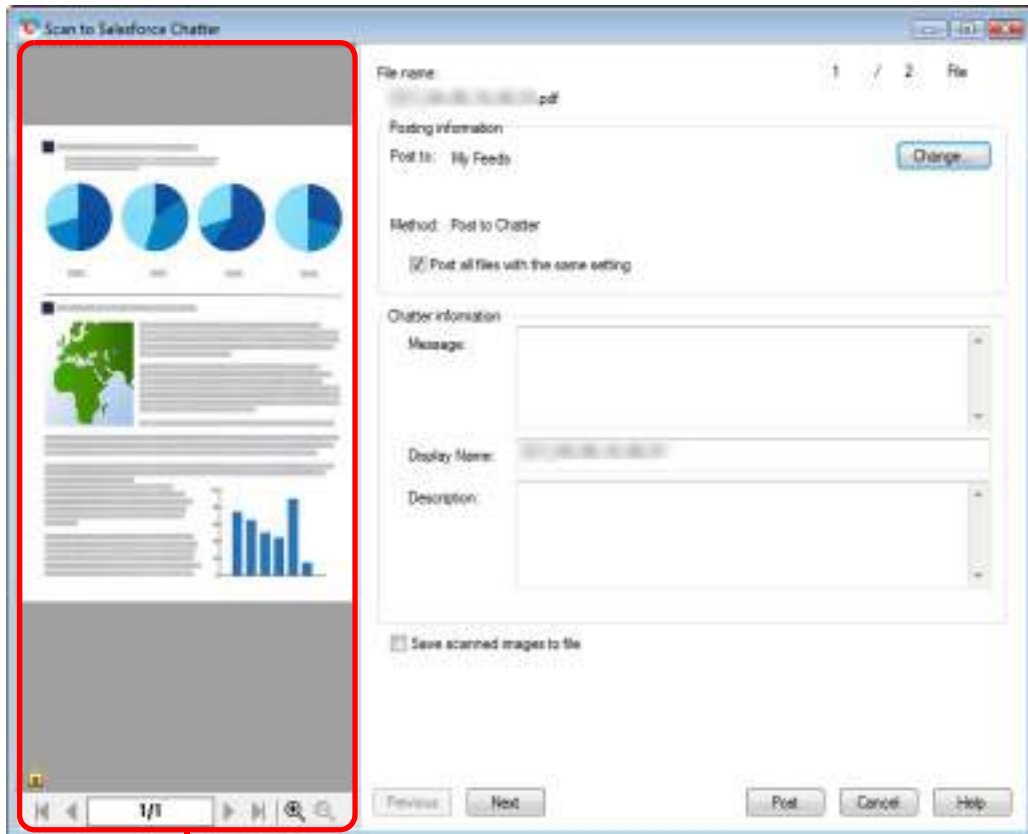 Scan to Salesforce Chatter
File name:
1 / 2 File
.pdf
Posting information
Post to: My Feeds
Change...
Method: Post to Chatter
Post all files with the same setting
Chatter information
Message:
Display Name:
Description:
Save scanned images to file
1/1
Previous
Next
Post
Cancel
Help